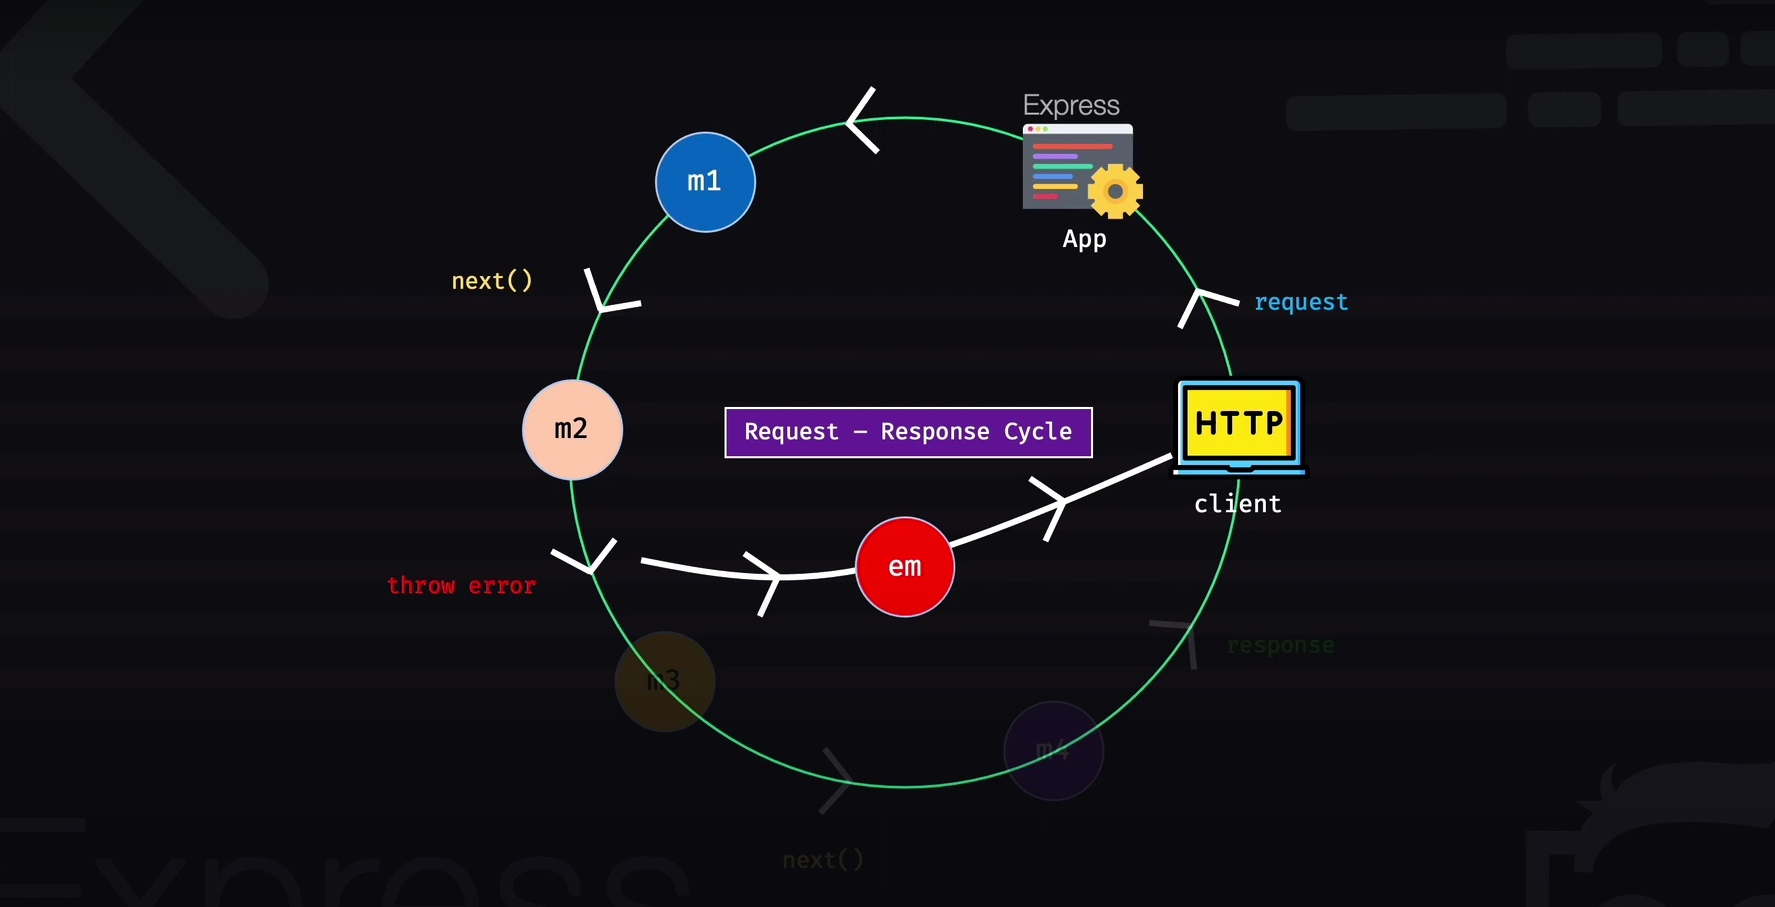 Express
m1
App
next()
request
HTTP
m2
Request – Response Cycle
client
em
throw error
response
m3
m4
next()
Express